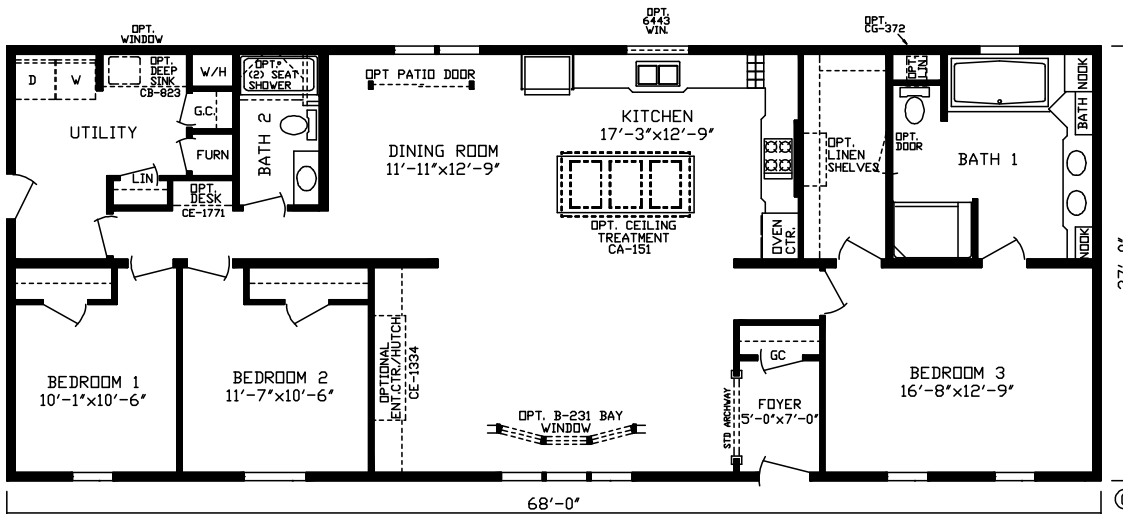 OPT.
WINDOW
OPT.
6443
WIN.
OPT.
CG-372
D
W
OPT.
DEEP
SINK
CB-823
W/H
OPT.
(2) SEAT
SHOWER
OPT PATIO DOOR
OPT.
LIN.
NOOK
G.C.
BATH
UTILITY
BATH 2
KITCHEN
17'-3"x12'-9"
FURN
DINING ROOM
11'-11"x12'-9"
OPT.
LINEN
SHELVES
OPT.
DOOR
BATH 1
LIN
OPT.
DESK
CE-1771
OPT. CEILING
TREATMENT
CA-151
OVEN
CTR.
NOOK
OPTIONAL
ENT.CTR./HUTCH
CE-1334
GC
BEDROOM 1
10'-1"x10'-6"
BEDROOM 2
11'-7"x10'-6"
BEDROOM 3
16'-8"x12'-9"
STD ARCHWAY
FOYER
5'-0"x7'-0"
OPT. B-231 BAY
WINDOW
68'-0"